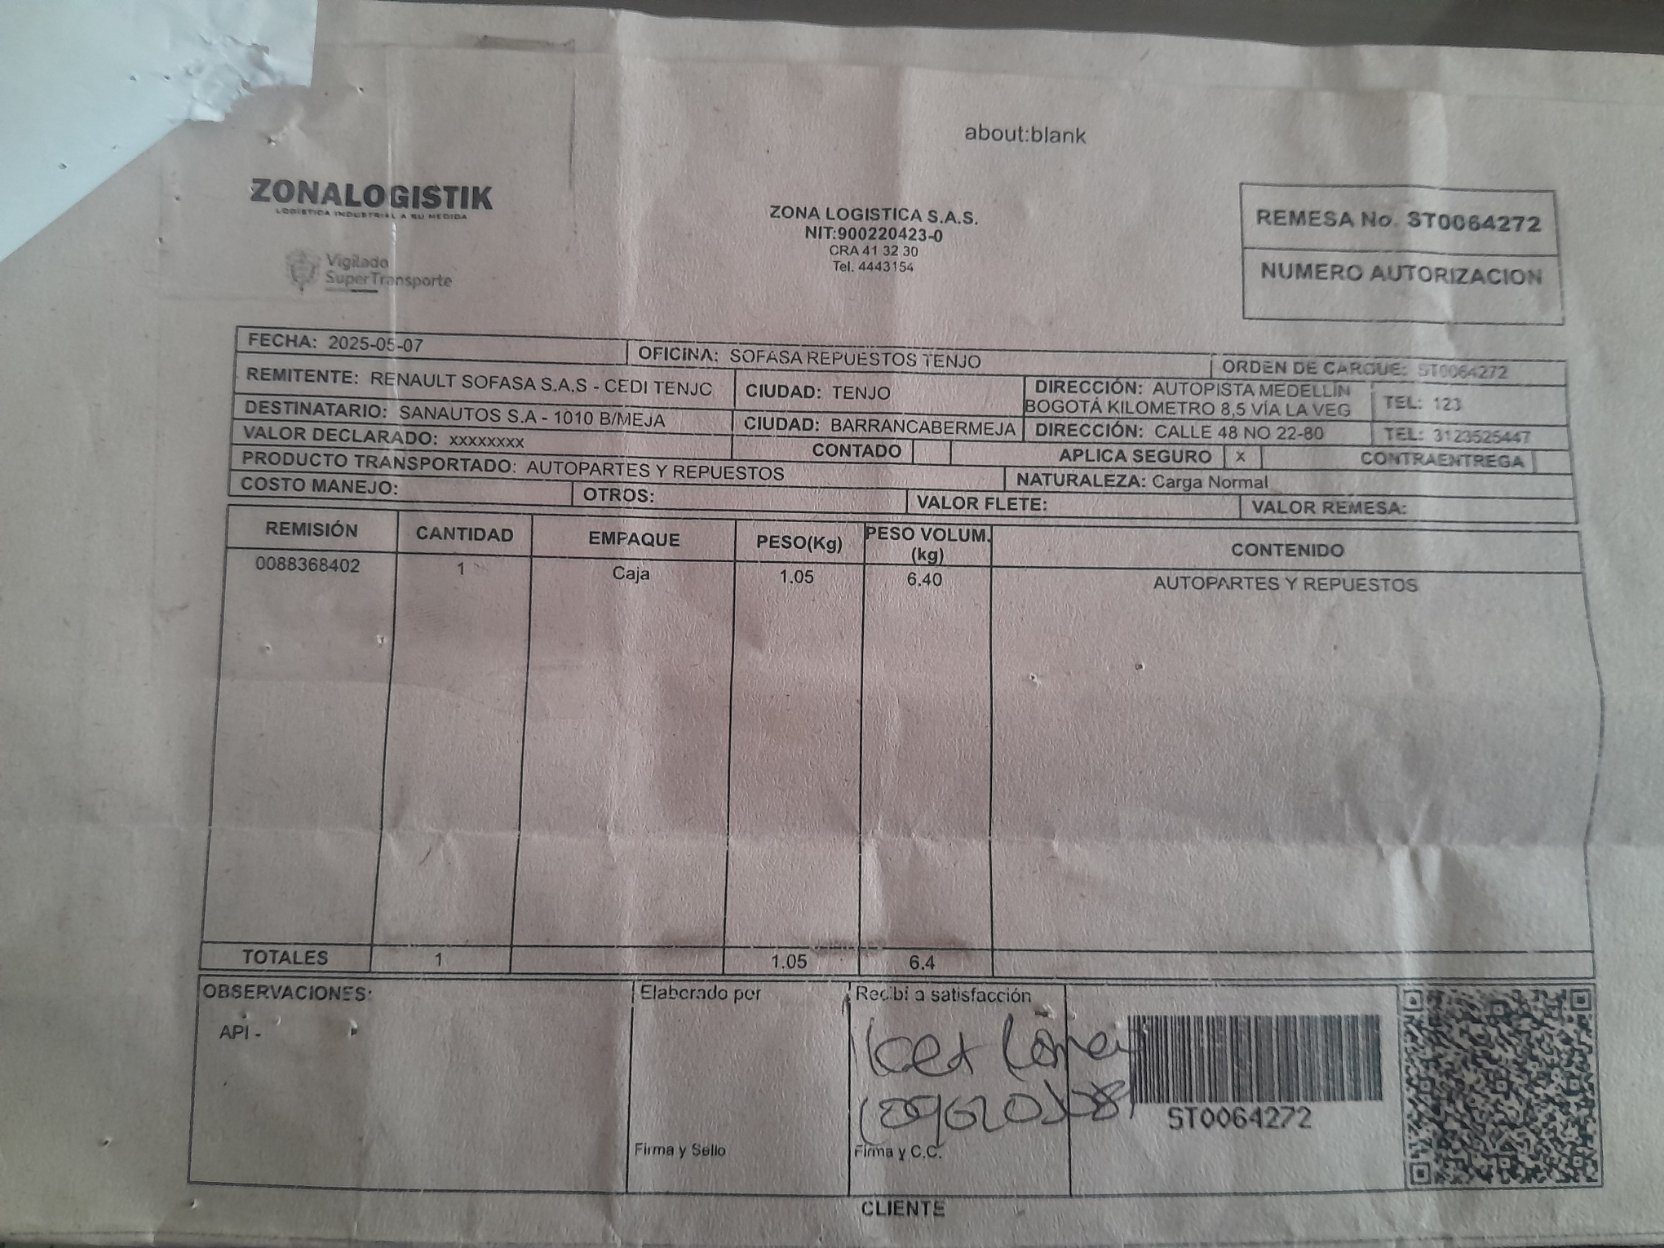 about:blank
ZONALOGISTIK
LOGISTICA INDUSTRIAL A SU MEDIDA
Vigilado
SuperTransporte
ZONA LOGISTICA S.A.S.
NIT:900220423-0
CRA 41 32 30
Tel. 4443154
REMESA No. ST0064272
NUMERO AUTORIZACION
FECHA: 2025-05-07 OFICINA: SOFASA REPUESTOS TENJO ORDEN DE CARGUE: ST0064272
REMITENTE: RENAULT SOFASA S.A.S - CEDI TENJO CIUDAD: TENJO DIRECCIÓN: AUTOPISTA MEDELLÍN BOGOTÁ KILOMETRO 8,5 VÍA LA VEG TEL: 123
DESTINATARIO: SANAUTOS S.A - 1010 B/MEJA CIUDAD: BARRANCABERMEJA DIRECCIÓN: CALLE 48 NO 22-80 TEL: 3123525447
VALOR DECLARADO: xxxxxxxx CONTADO APLICA SEGURO x CONTRAENTREGA
PRODUCTO TRANSPORTADO: AUTOPARTES Y REPUESTOS NATURALEZA: Carga Normal
COSTO MANEJO: OTROS: VALOR FLETE: VALOR REMESA:
REMISIÓN CANTIDAD EMPAQUE PESO(Kg) PESO VOLUM. (kg) CONTENIDO
0088368402 1 Caja 1.05 6.40 AUTOPARTES Y REPUESTOS
TOTALES 1 1.05 6.4
OBSERVACIONES: Elaborado por Recibí a satisfacción
API -
ST0064272
Firma y Sello Firma y C.C.
CLIENTE